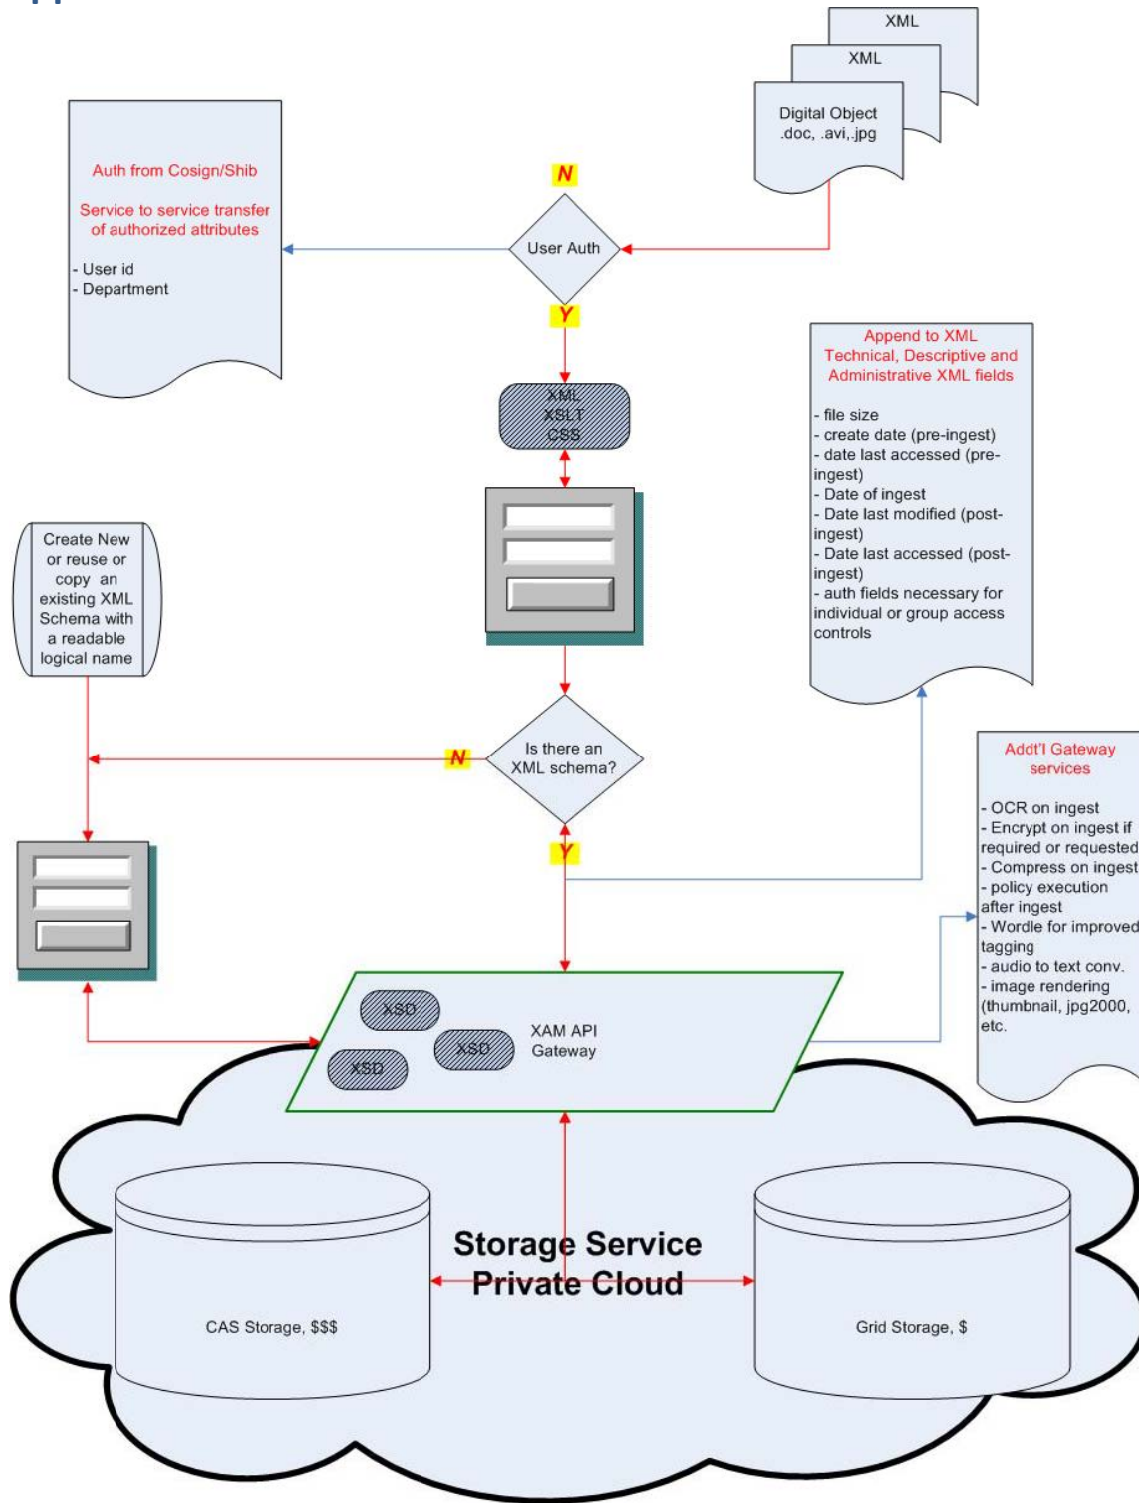 XML
XML
Digital Object
.doc, .avi,.jpg
Auth from Cosign/Shib
Service to service transfer
of authorized attributes
- User id
- Department
N
User Auth
Y
XML
XSLT
CSS
Append to XML
Technical, Descriptive and
Administrative XML fields
- file size
- create date (pre-ingest)
- date last accessed (pre-
ingest)
- Date of ingest
- Date last modified (post-
ingest)
- Date last accessed (post-
ingest)
- auth fields necessary for
individual or group access
controls
Create New
or reuse or
copy an
existing XML
Schema with
a readable
logical name
Is there an
XML schema?
N
Y
Addt'l Gateway
services
- OCR on ingest
- Encrypt on ingest if
required or requested
- Compress on ingest
- policy execution
after ingest
- Wordle for improved
tagging
- audio to text conv.
- image rendering
(thumbnail, jpg2000,
etc.
XSD
XSD
XSD
XAM API
Gateway
Storage Service
Private Cloud
CAS Storage, $$$
Grid Storage, $